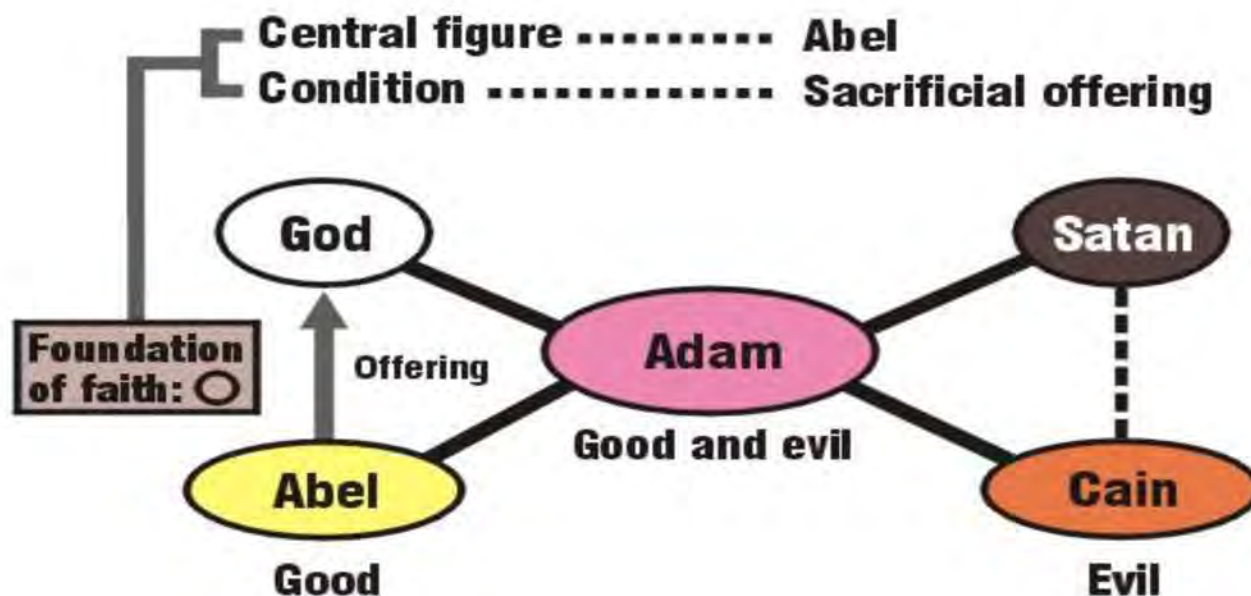 Central figure --------- Abel
Condition ------------- Sacrificial offering
God
Satan
Foundation
of faith: O
Offering
Adam
Good and evil
Abel
Cain
Good
Evil